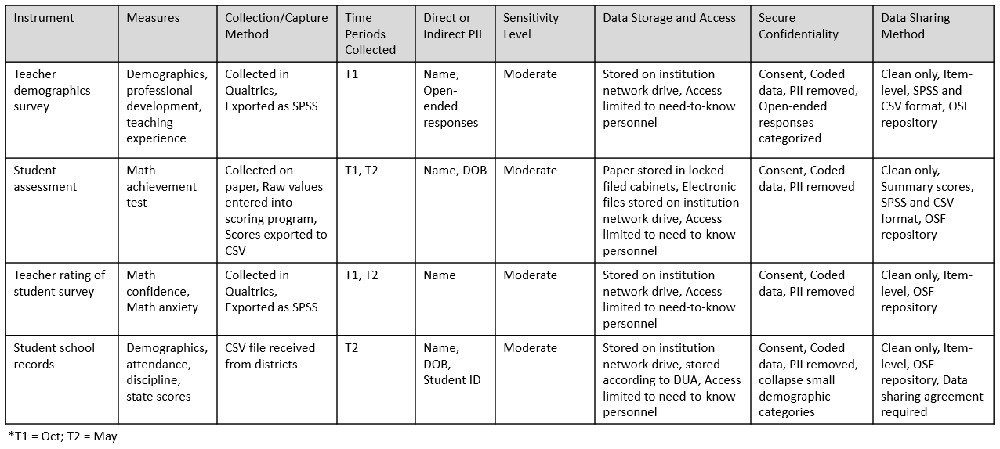 Instrument
Measures
Collection/Capture
Method
Time
Periods
Collected
Direct or
Indirect PII
Sensitivity
Level
Data Storage and Access
Secure
Confidentiality
Data Sharing
Method
Teacher
demographics
survey
Demographics,
professional
development,
teaching
experience
Collected in
Qualtrics,
Exported as SPSS
T1
Name,
Open-
ended
responses
Moderate
Stored on institution
network drive, Access
limited to need-to-know
personnel
Consent, Coded
data, PII removed,
Open-ended
responses
categorized
Clean only, Item-
level, SPSS and
CSV format, OSF
repository
Student
assessment
Math
achievement
test
Collected on
paper, Raw values
entered into
scoring program,
Scores exported to
CSV
T1, T2
Name, DOB
Moderate
Paper stored in locked
filed cabinets, Electronic
files stored on institution
network drive, Access
limited to need-to-know
personnel
Consent, Coded
data, PII removed
Clean only,
Summary scores,
SPSS and CSV
format, OSF
repository
Teacher rating of
student survey
Math
confidence,
Math anxiety
Collected in
Qualtrics,
Exported as SPSS
T1, T2
Name
Moderate
Stored on institution
network drive, Access
limited to need-to-know
personnel
Consent, Coded
data, PII removed
Clean only, Item-
level, OSF
repository
Student school
records
Demographics,
attendance,
discipline,
state scores
CSV file received
from districts
T2
Name,
DOB,
Student ID
Moderate
Stored on institution
network drive, stored
according to DUA, Access
limited to need-to-know
personnel
Consent, Coded
data, PII removed,
collapse small
demographic
categories
Clean only, Item-
level, OSF
repository, Data
sharing agreement
required
*T1 = Oct; T2 = May